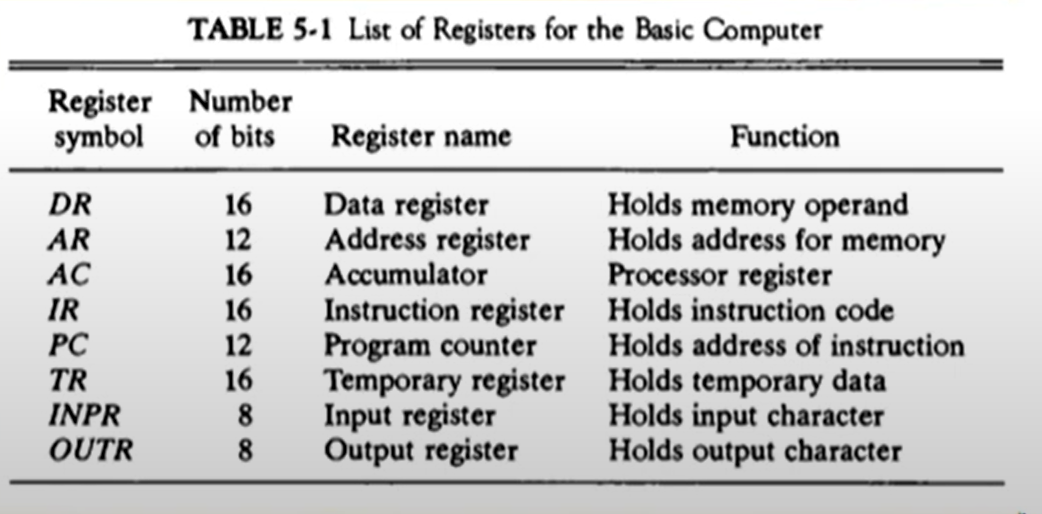 TABLE 5-1 List of Registers for the Basic Computer
Register symbol Number of bits Register name Function
DR 16 Data register Holds memory operand
AR 12 Address register Holds address for memory
AC 16 Accumulator Processor register
IR 16 Instruction register Holds instruction code
PC 12 Program counter Holds address of instruction
TR 16 Temporary register Holds temporary data
INPR 8 Input register Holds input character
OUTR 8 Output register Holds output character